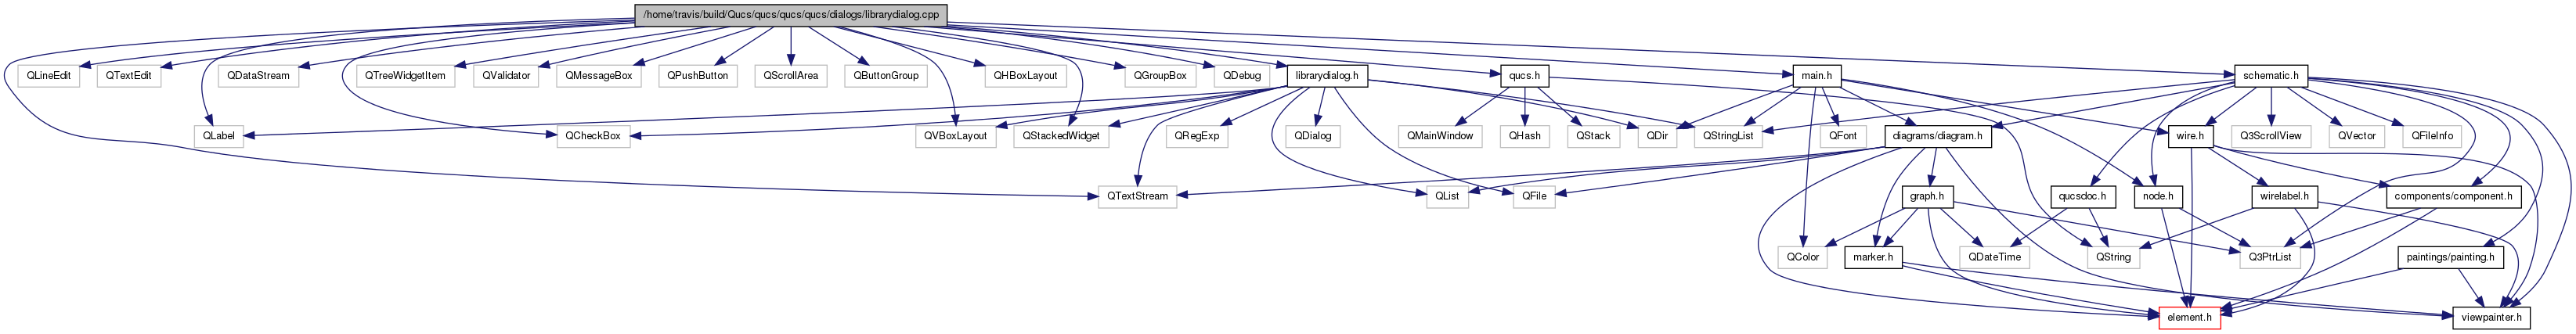 /home/travis/build/Qucs/qucs/qucs/qucs/dialogs/librarydialog.cpp
QLineEdit
QTextEdit
QDataStream
QTreeWidgetItem
QValidator
QMessageBox
QPushButton
QScrollArea
QButtonGroup
QHBoxLayout
QGroupBox
QDebug
librarydialog.h
qucs.h
main.h
schematic.h
QLabel
QCheckBox
QVBoxLayout
QStackedWidget
QRegExp
QDialog
QMainWindow
QHash
QStack
QDir
QStringList
QFont
diagrams/diagram.h
wire.h
Q3ScrollView
QVector
QFileInfo
QTextStream
QList
QFile
graph.h
qucsdoc.h
node.h
wirelabel.h
components/component.h
QColor
marker.h
QDateTime
QString
Q3PtrList
paintings/painting.h
element.h
viewpainter.h